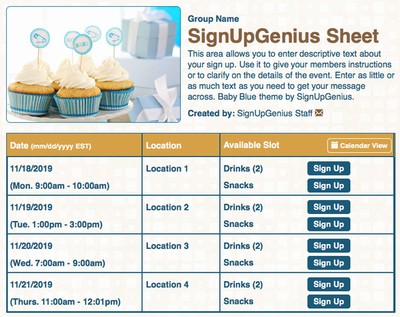 Group Name
SignUpGenius Sheet
This area allows you to enter descriptive text about
your sign up. Use it to give your members instructions
or to clarify on the details of the event. Enter as little or
as much text as you need to get your message
across. Baby Blue theme by SignUpGenius.
Created by: SignUpGenius Staff
Date (mm/dd/yyyy EST) Location Available Slot Calendar View
11/18/2019 Location 1 Drinks (2) Sign Up
(Mon. 9:00am - 10:00am) Snacks Sign Up
11/19/2019 Location 2 Drinks (2) Sign Up
(Tue. 1:00pm - 3:00pm) Snacks Sign Up
11/20/2019 Location 3 Drinks (2) Sign Up
(Wed. 7:00am - 9:00am) Snacks Sign Up
11/21/2019 Location 4 Drinks (2) Sign Up
(Thurs. 11:00am - 12:01pm) Snacks Sign Up